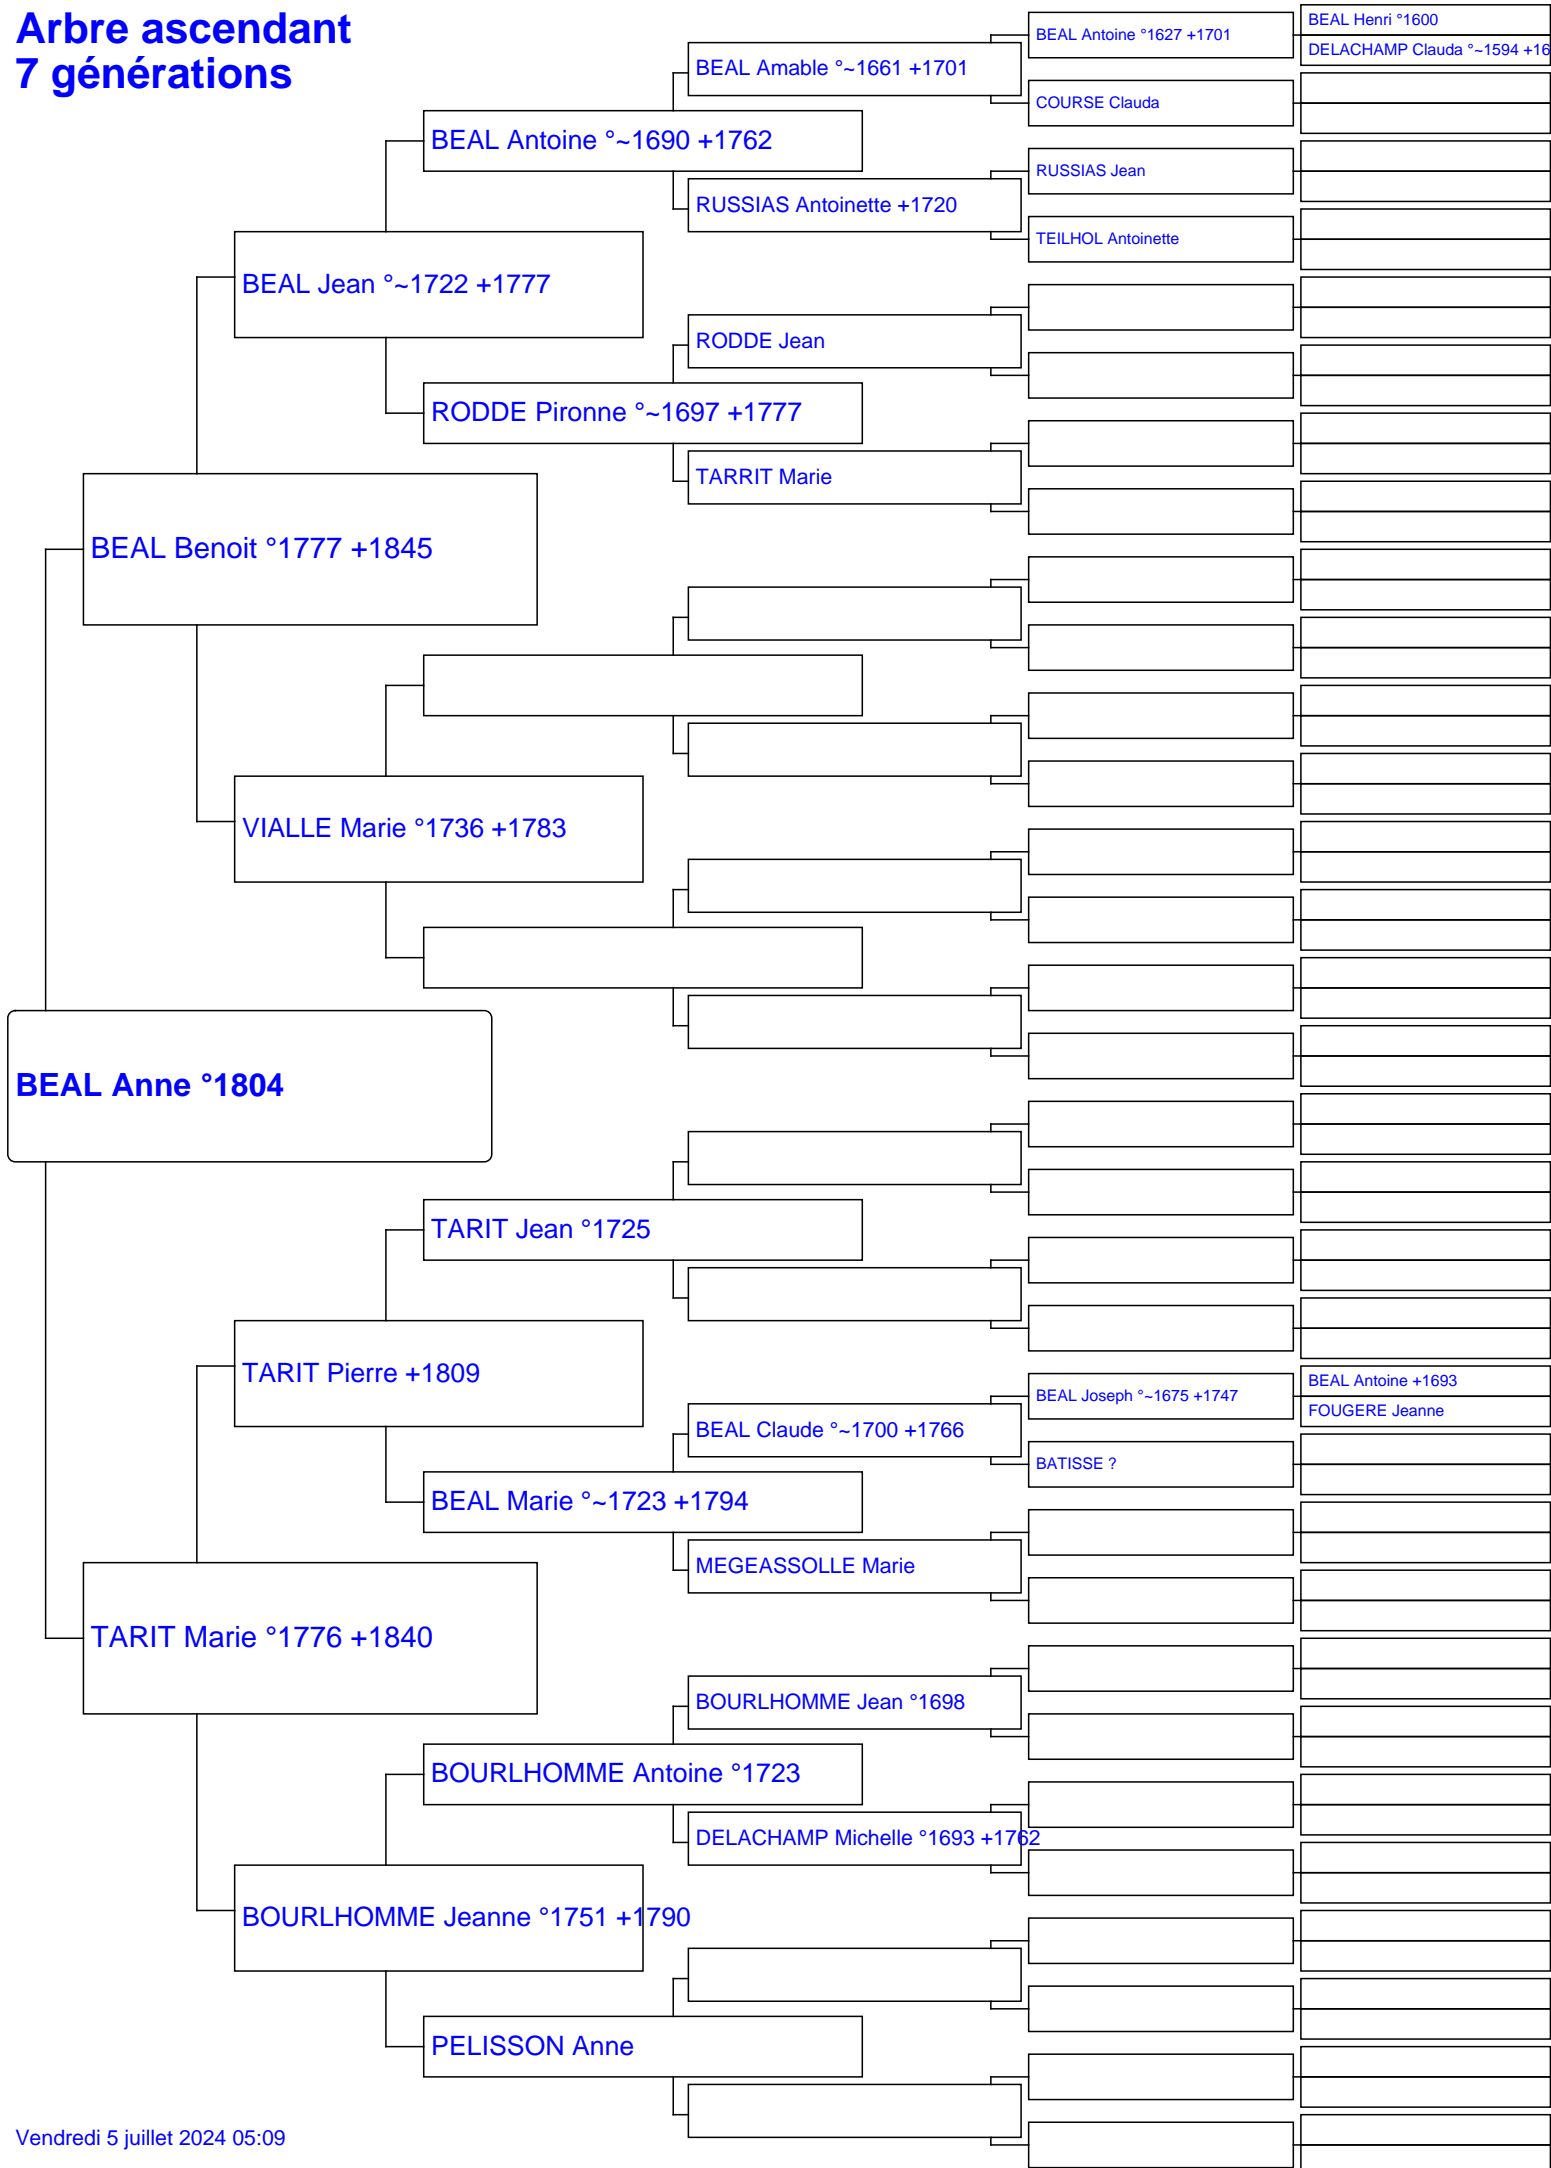 Arbre ascendant
7 générations
BEAL Henri °1600
BEAL Antoine °1627 +1701
DELACHAMP Clauda °~1594 +16
BEAL Amable °~1661 +1701
COURSE Clauda
BEAL Antoine °~1690 +1762
RUSSIAS Jean
RUSSIAS Antoinette +1720
TEILHOL Antoinette
BEAL Jean °~1722 +1777
RODDE Jean
RODDE Pironne °~1697 +1777
TARRIT Marie
BEAL Benoit °1777 +1845
VIALLE Marie °1736 +1783
BEAL Anne °1804
TARIT Jean °1725
TARIT Pierre +1809
BEAL Antoine +1693
BEAL Joseph °~1675 +1747
FOUGERE Jeanne
BEAL Claude °~1700 +1766
BATISSE ?
BEAL Marie °~1723 +1794
MEGEASSOLLE Marie
TARIT Marie °1776 +1840
BOURLHOMME Jean °1698
BOURLHOMME Antoine °1723
DELACHAMP Michelle °1693 +1762
BOURLHOMME Jeanne °1751 +1790
PELISSON Anne
Vendredi 5 juillet 2024 05:09